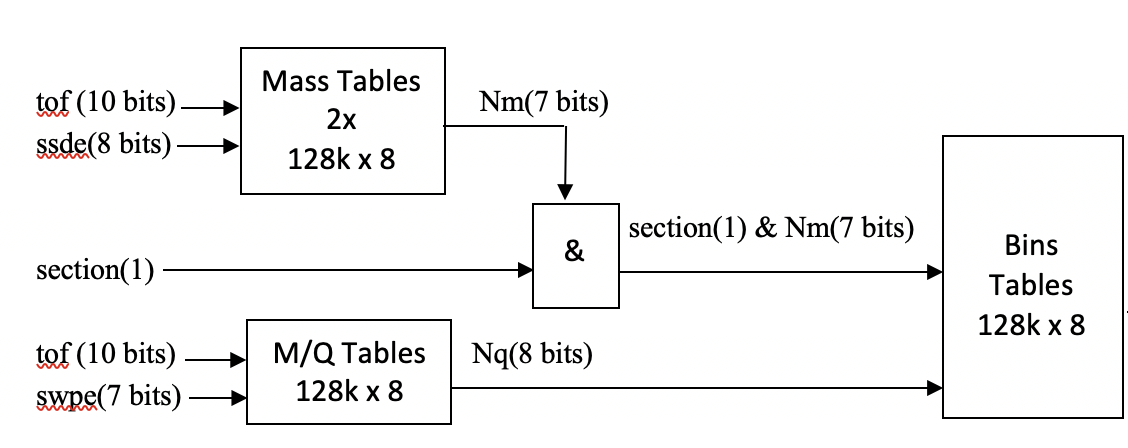 Mass Tables
2x
128k x 8
tof (10 bits)
ssde(8 bits)
Nm(7 bits)
section(1)
&
section(1) & Nm(7 bits)
Bins
Tables
128k x 8
tof (10 bits)
swpe(7 bits)
M/Q Tables
128k x 8
Nq(8 bits)